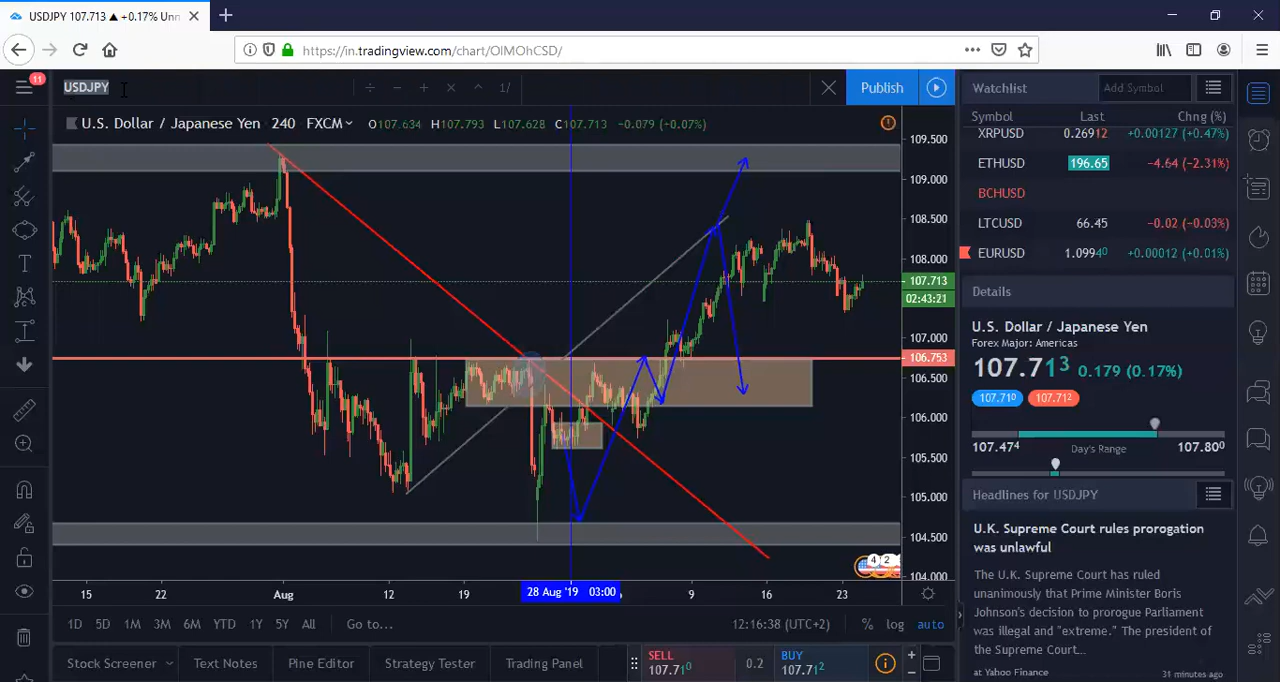 USDJPY 107.713 ▲ +0.17% Unn
https://in.tradingview.com/chart/OlMOhCSD/
11
USDJPY
1/
Publish
U.S. Dollar / Japanese Yen 240 FXCM
O107.634 H107.793 L107.628 C107.713 -0.079 (+0.07%)
109.500
109.000
108.500
108.000
107.713
02:43:21
107.000
106.753
106.500
106.000
105.500
105.000
104.500
104.000
4 2
15 22 Aug 12 19 28 Aug '19 03:00 9 16 23
1D 5D 1M 3M 6M YTD 1Y 5Y All Go to... 12:16:38 (UTC+2) % log auto
Stock Screener Text Notes Pine Editor Strategy Tester Trading Panel
SELL
107.710
0.2
BUY
107.712
Watchlist Add Symbol
Symbol Last Chng (%)
XRPUSD 0.26912 +0.00127 (+0.47%)
ETHUSD 196.65 −4.64 (−2.31%)
BCHUSD
LTCUSD 66.45 −0.02 (−0.03%)
EURUSD 1.09940 +0.00012 (+0.01%)
Details
U.S. Dollar / Japanese Yen
Forex Major: Americas
107.713 0.179 (0.17%)
107.710 107.712
107.474 Day's Range 107.800
Headlines for USDJPY
U.K. Supreme Court rules prorogation
was unlawful
The U.K. Supreme Court has ruled
unanimously that Prime Minister Boris
Johnson's decision to prorogue Parliament
was illegal and "extreme." The president of
the Supreme Court...
at Yahoo Finance 31 minutes ago